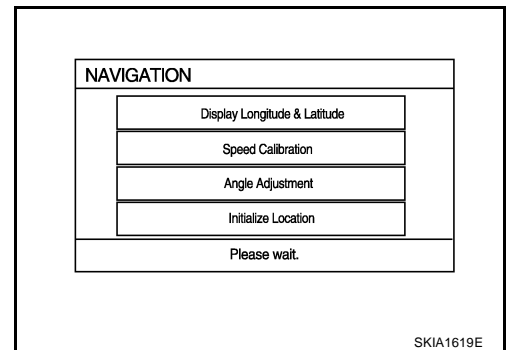 NAVIGATION
Display Longitude & Latitude
Speed Calibration
Angle Adjustment
Initialize Location
Please wait.
SKIA1619E